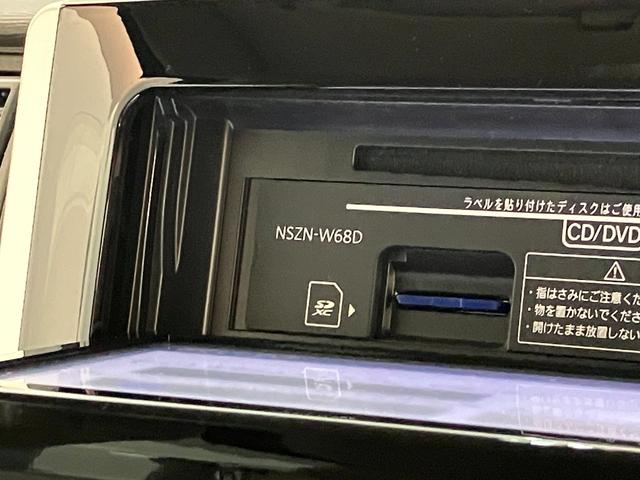 ラベルを貼り付けたディスクはご使用
CD/DVD
NSZN-W68D
SD
XC
・指はさみにご注意くだ
・物を置かないでくださ
・開けたまま放置しない